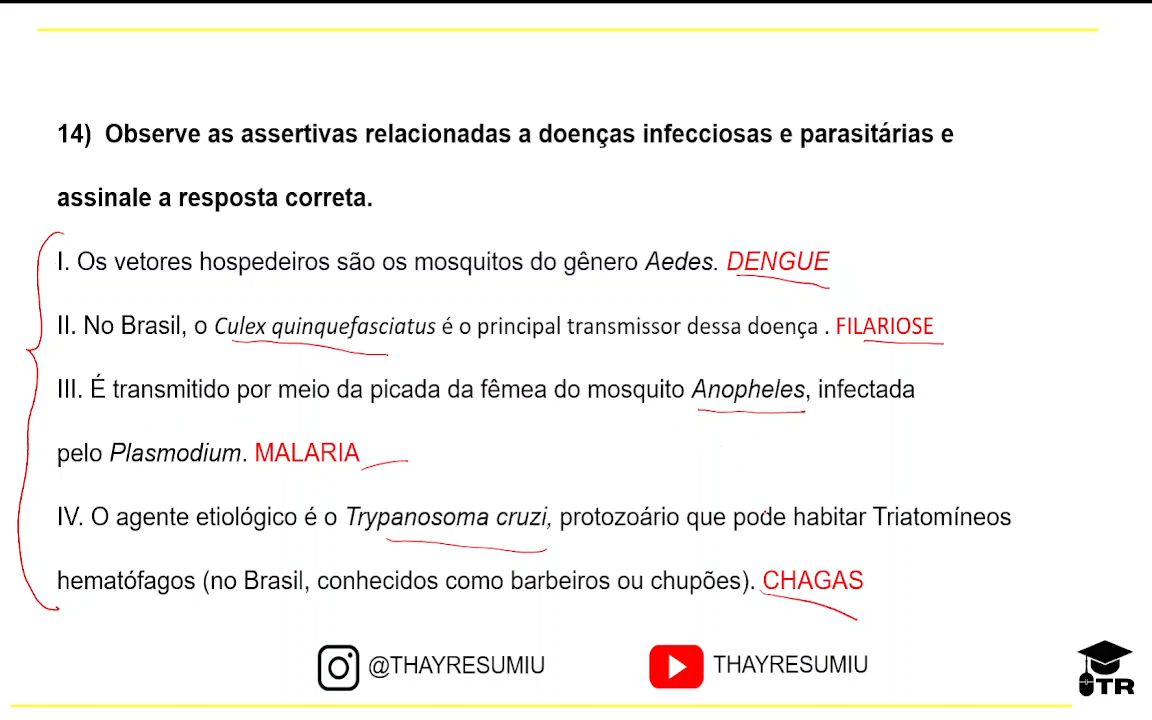 14) Observe as assertivas relacionadas a doenças infecciosas e parasitárias e
assinale a resposta correta.
I. Os vetores hospedeiros são os mosquitos do gênero Aedes. DENGUE
II. No Brasil, o Culex quinquefasciatus é o principal transmissor dessa doença . FILARIOSE
III. É transmitido por meio da picada da fêmea do mosquito Anopheles, infectada
pelo Plasmodium. MALARIA
IV. O agente etiológico é o Trypanosoma cruzi, protozoário que pode habitar Triatomíneos
hematófagos (no Brasil, conhecidos como barbeiros ou chupões). CHAGAS
@THAYRESUMIU
THAYRESUMIU
TR